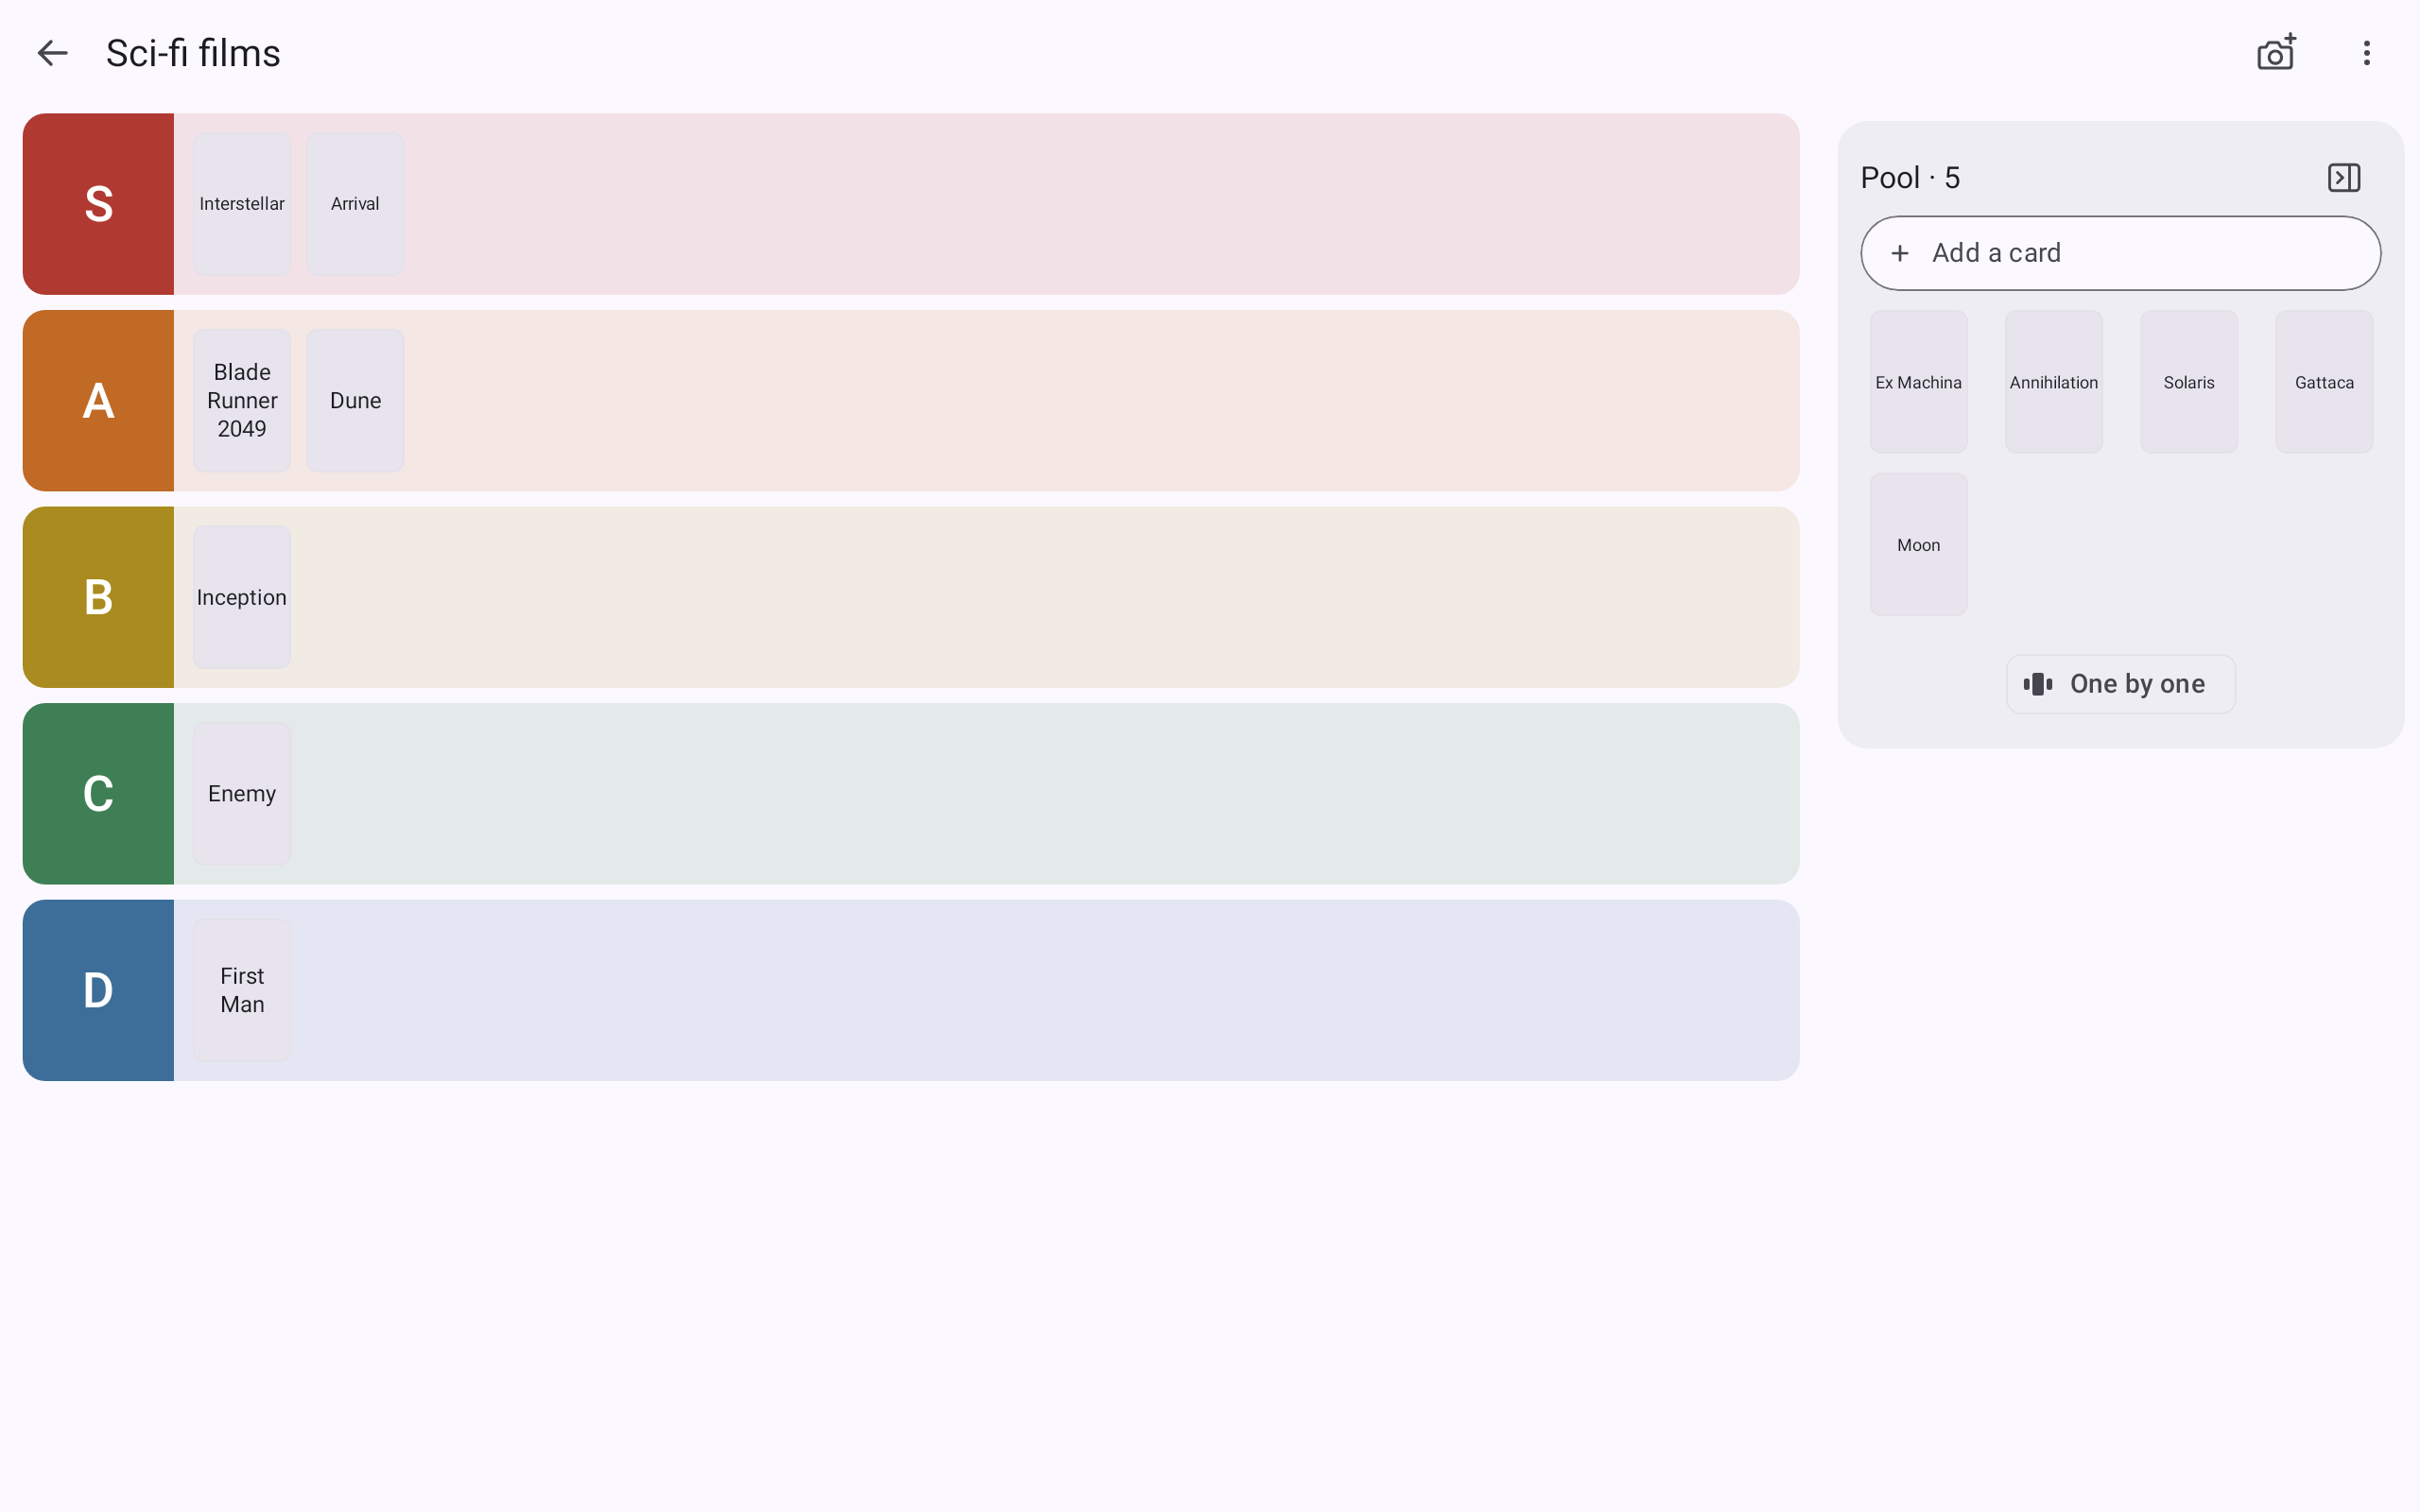 Sci-fi films
S
Interstellar
Arrival
A
Blade
Runner
2049
Dune
B
Inception
C
Enemy
D
First
Man
Pool · 5
+ Add a card
Ex Machina
Annihilation
Solaris
Gattaca
Moon
One by one